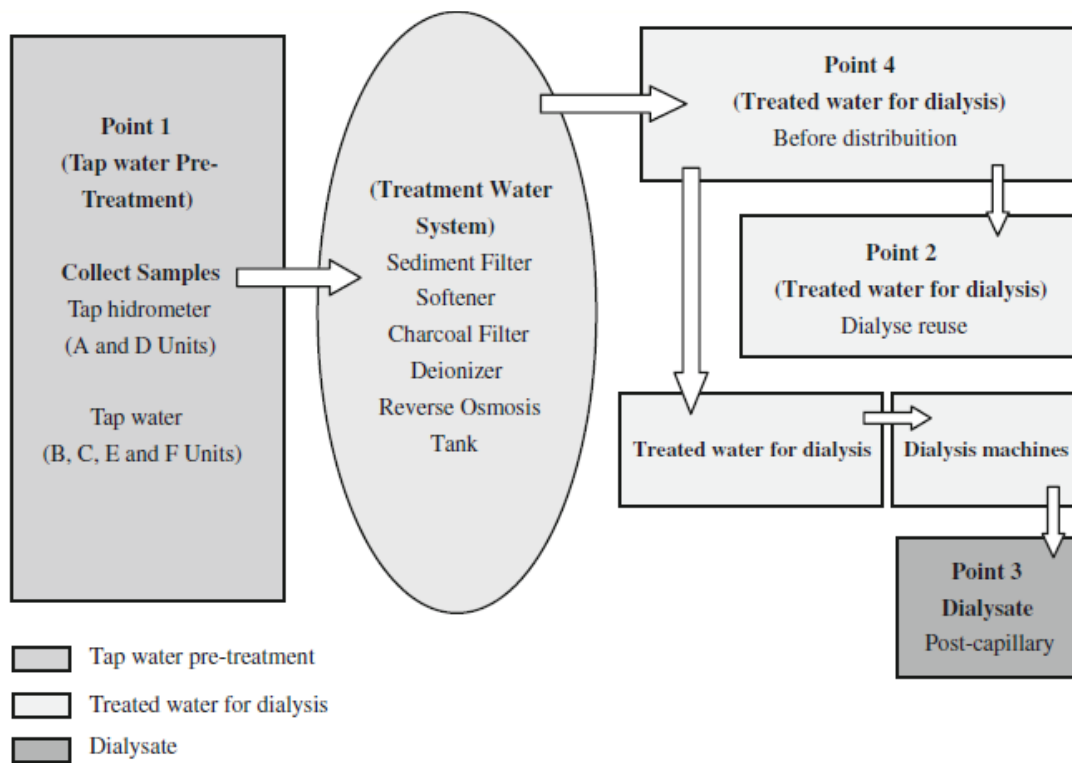 Point 1
(Tap water Pre-
Treatment)
Collect Samples
Tap hidrometer
(A and D Units)
Tap water
(B, C, E and F Units)
(Treatment Water
System)
Sediment Filter
Softener
Charcoal Filter
Deionizer
Reverse Osmosis
Tank
Point 4
(Treated water for dialysis)
Before distribuition
Point 2
(Treated water for dialysis)
Dialyse reuse
Treated water for dialysis
Dialysis machines
Point 3
Dialysate
Post-capillary
Tap water pre-treatment
Treated water for dialysis
Dialysate